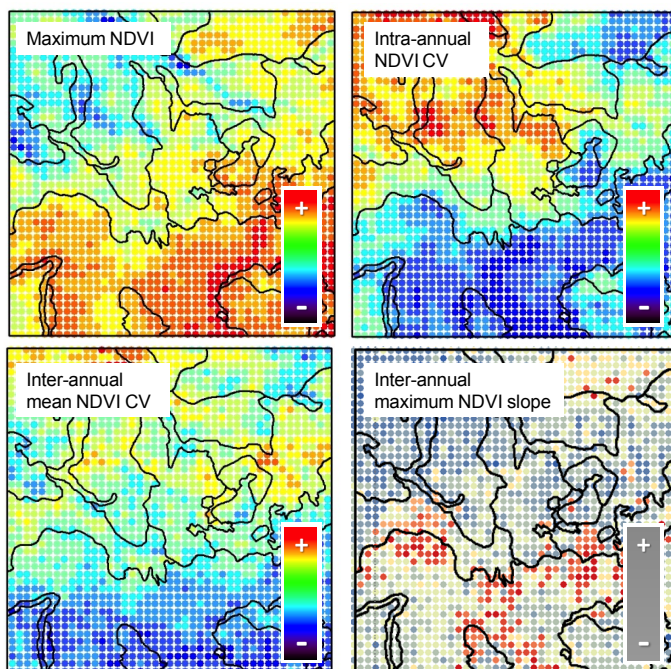 Maximum NDVI
+
-
Intra-annual
NDVI CV
+
-
Inter-annual
mean NDVI CV
+
-
Inter-annual
maximum NDVI slope
+
-